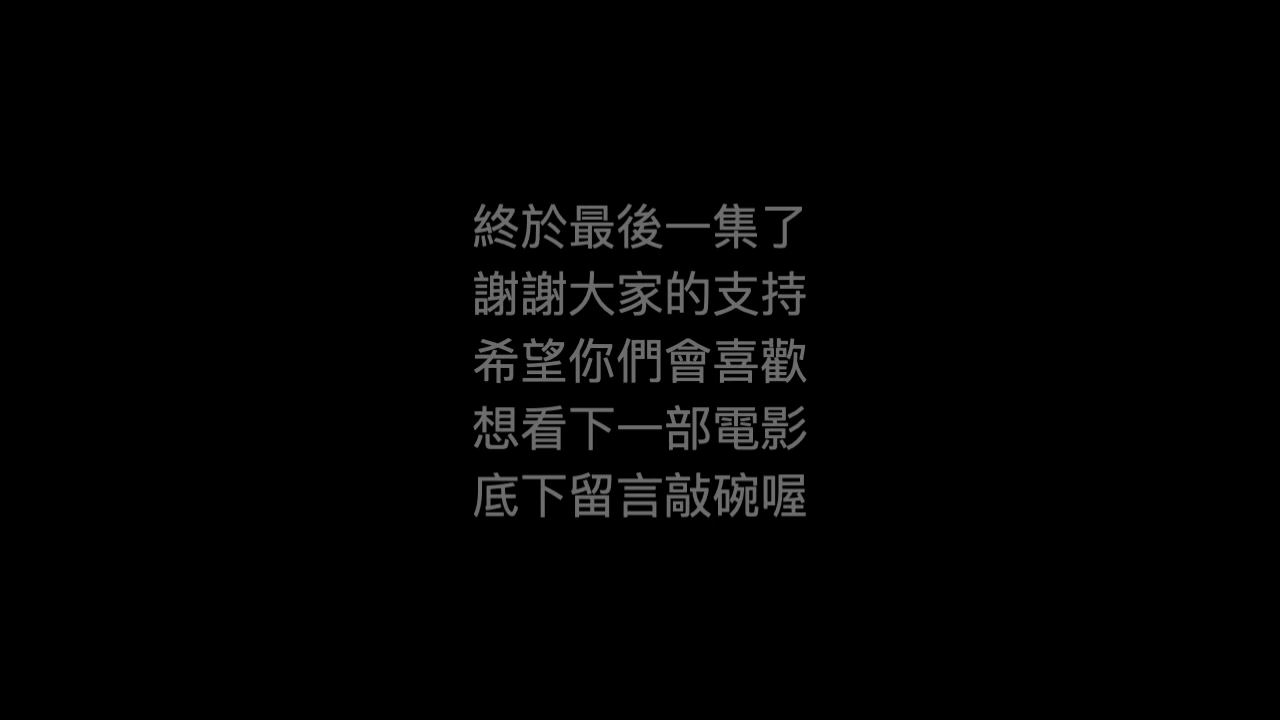 終於最後一集了
謝謝大家的支持
希望你們會喜歡
想看下一部電影
底下留言敲碗喔